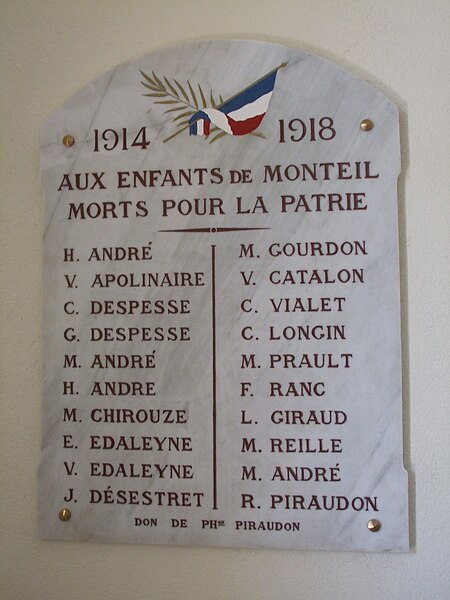 1914 1918
AUX ENFANTS DE MONTEIL
MORTS POUR LA PATRIE
H. ANDRÉ
V. APOLINAIRE
C. DESPESSE
G. DESPESSE
M. ANDRÉ
H. ANDRE
M. CHIROUZE
E. EDALEYNE
V. EDALEYNE
J. DÉSESTRET
M. GOURDON
V. CATALON
C. VIALET
C. LONGIN
M. PRAULT
F. RANC
L. GIRAUD
M. REILLE
M. ANDRÉ
R. PIRAUDON
DON DE PHRE PIRAUDON